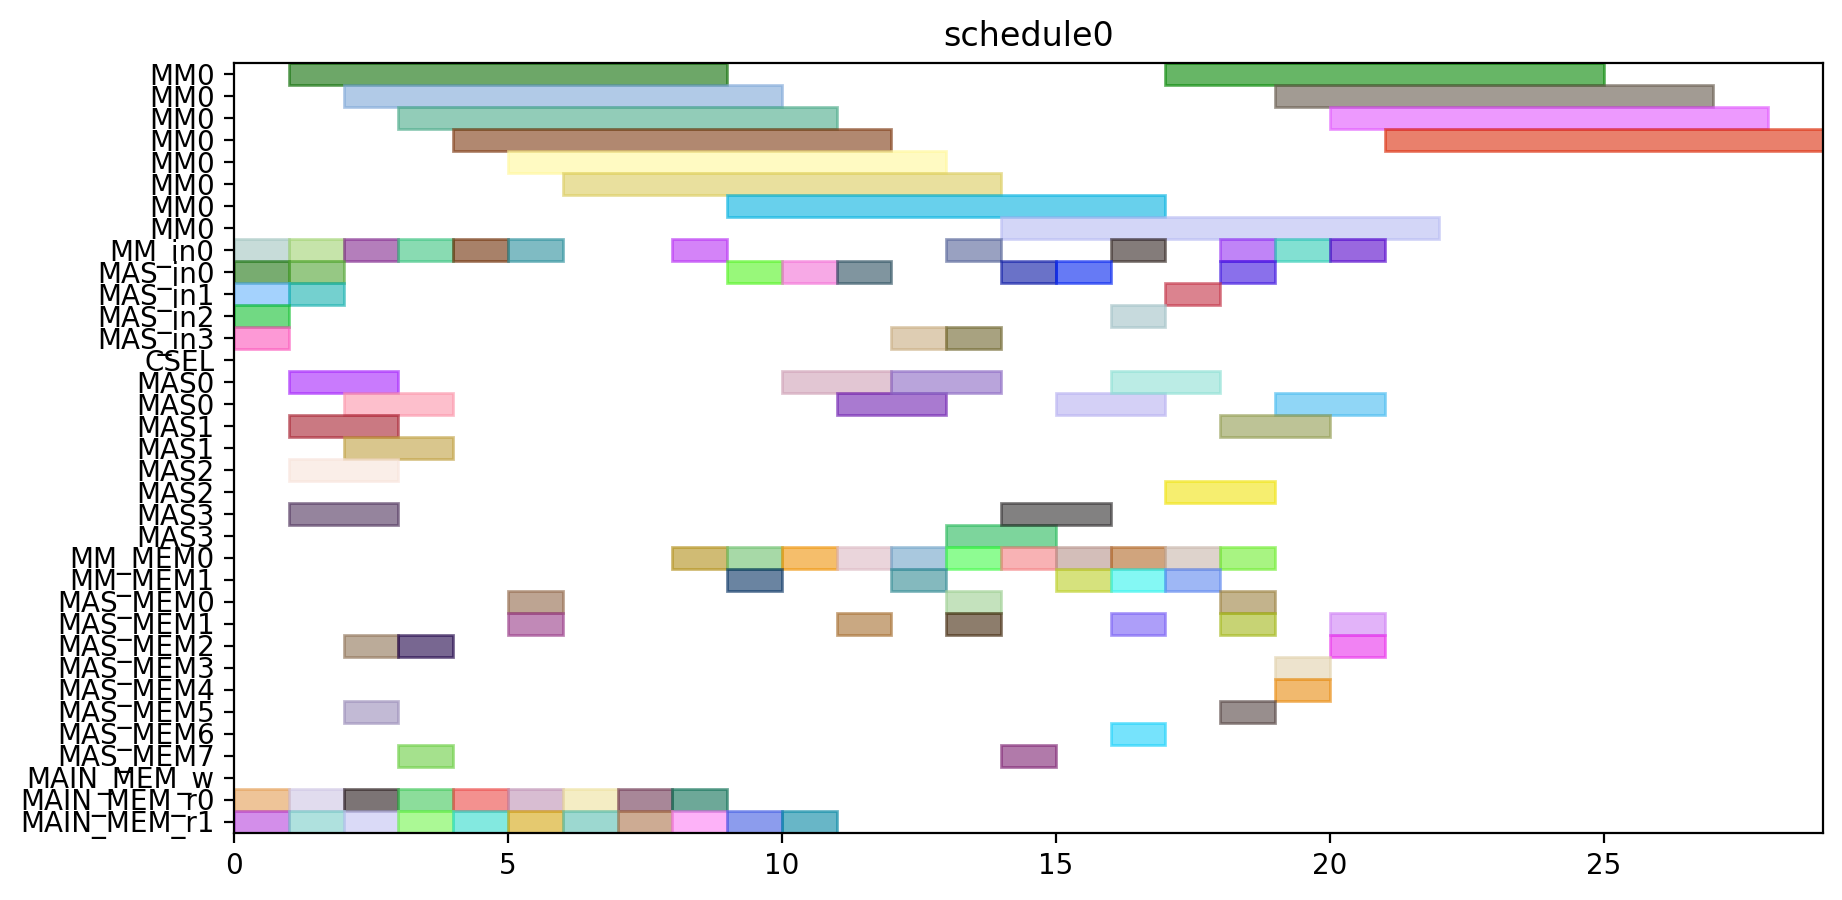 schedule0
MM0
MM0
MM0
MM0
MM0
MM0
MM0
MM0
MM_in0
MAS_in0
MAS_in1
MAS_in2
MAS_in3
CSEL
MAS0
MAS0
MAS1
MAS1
MAS2
MAS2
MAS3
MAS3
MM_MEM0
MM_MEM1
MAS_MEM0
MAS_MEM1
MAS_MEM2
MAS_MEM3
MAS_MEM4
MAS_MEM5
MAS_MEM6
MAS_MEM7
MAIN_MEM_w
MAIN_MEM_r0
MAIN_MEM_r1
0 5 10 15 20 25